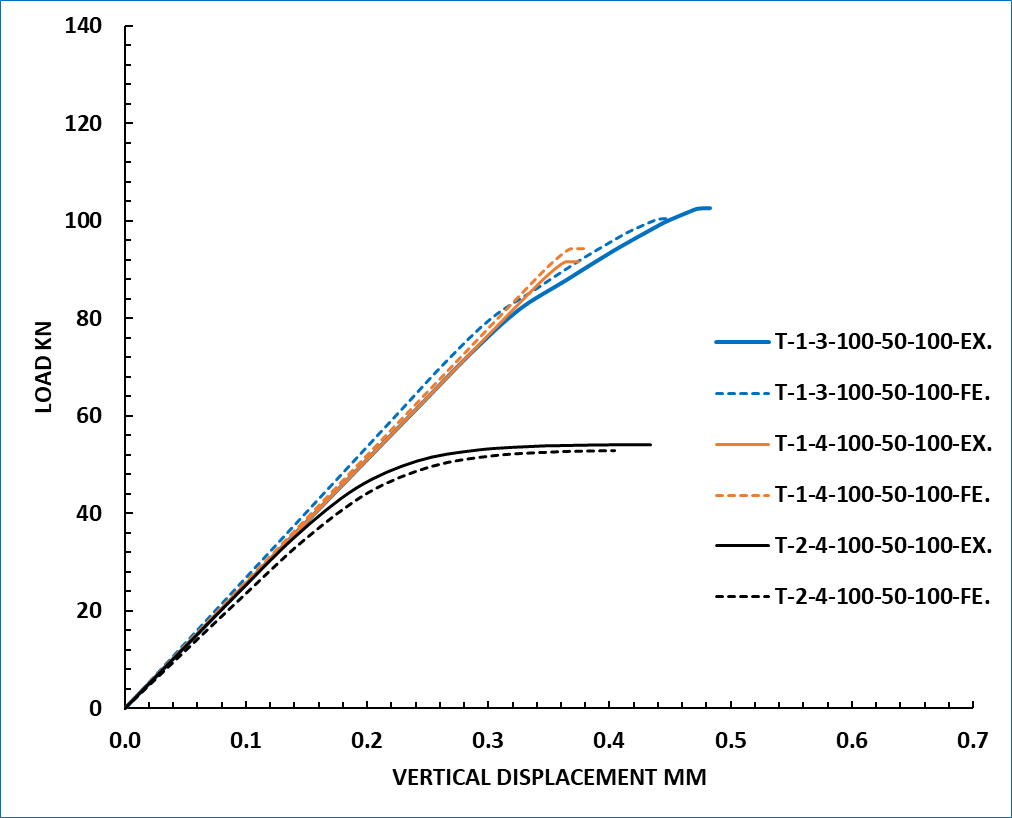 140
120
100
80
60
40
20
0
LOAD KN
T-1-3-100-50-100-EX.
T-1-3-100-50-100-FE.
T-1-4-100-50-100-EX.
T-1-4-100-50-100-FE.
T-2-4-100-50-100-EX.
T-2-4-100-50-100-FE.
0.0 0.1 0.2 0.3 0.4 0.5 0.6 0.7
VERTICAL DISPLACEMENT MM